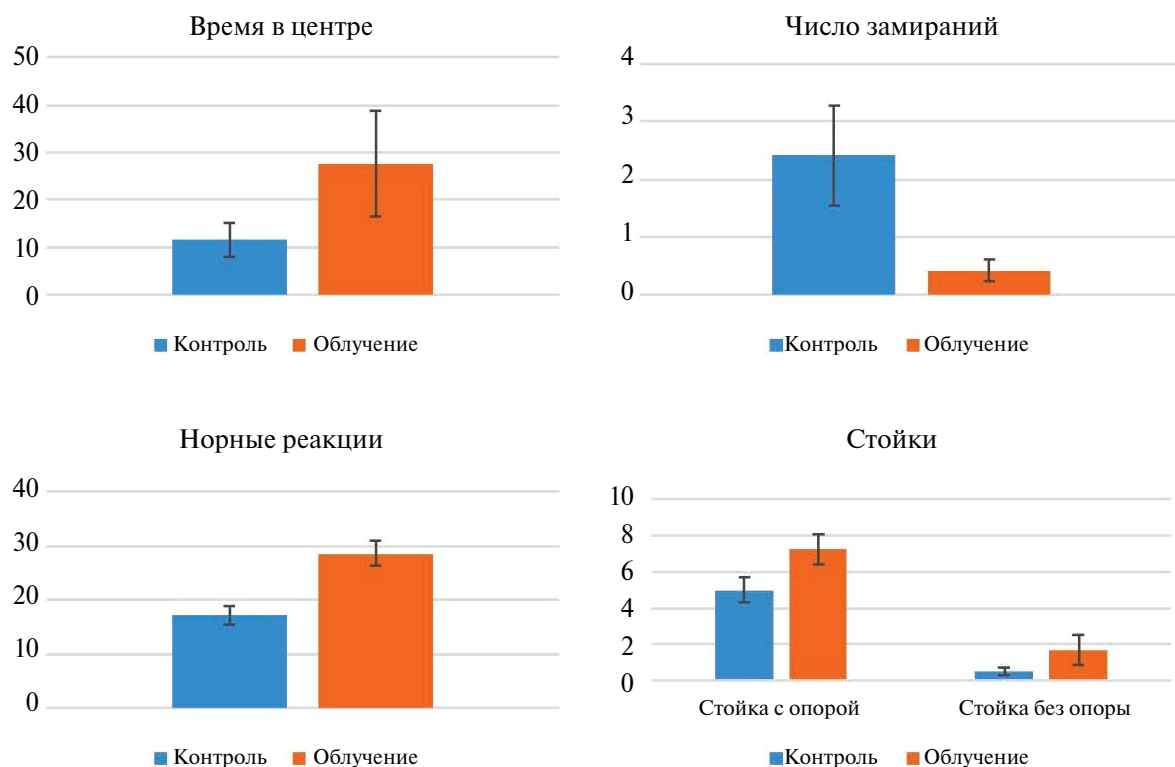 Время в центре
50
40
30
20
10
0
Контроль Облучение
Число замираний
4
3
2
1
0
Контроль Облучение
Норные реакции
40
30
20
10
0
Контроль Облучение
Стойки
10
8
6
4
2
0
Стойка с опорой Стойка без опоры
Контроль Облучение